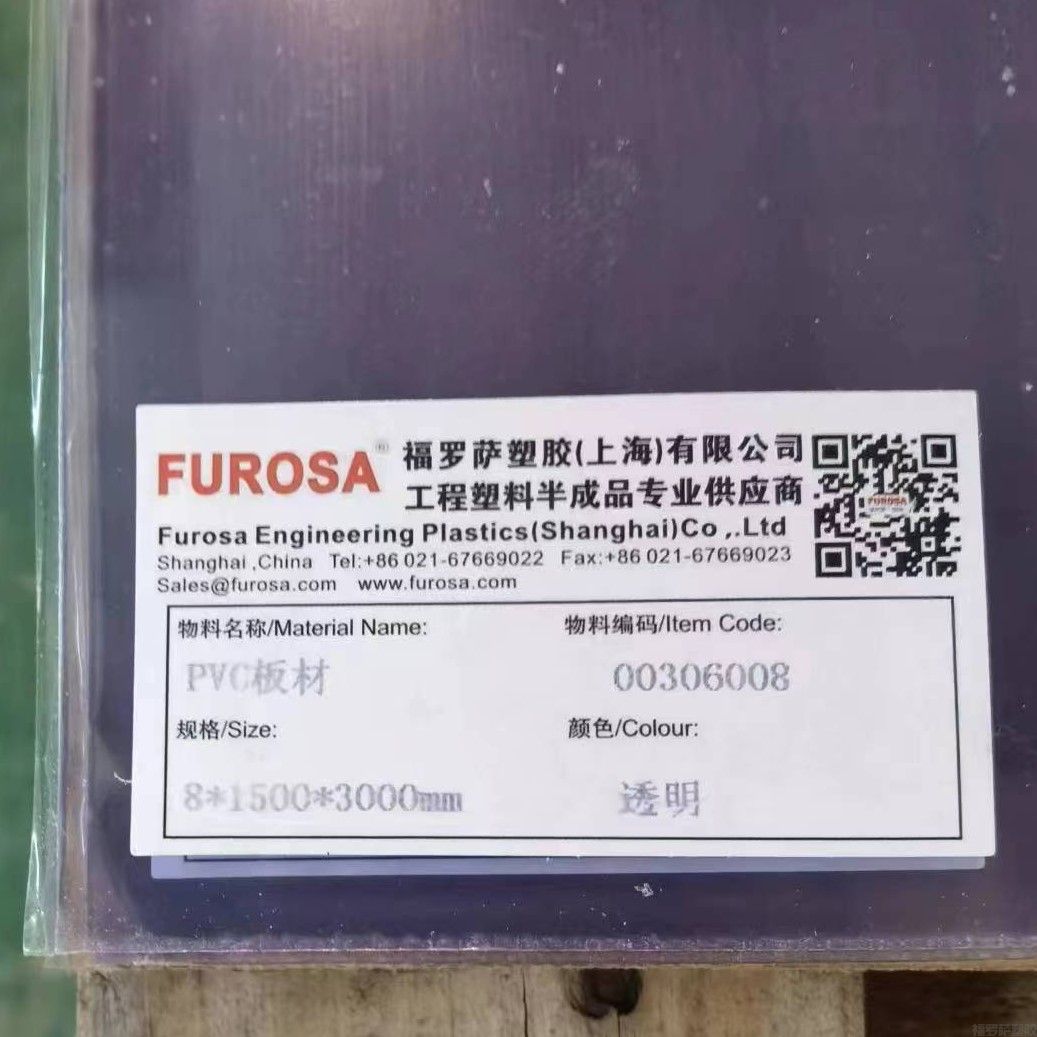 FUROSA®
福罗萨塑胶(上海)有限公司
工程塑料半成品专业供应商
FUROSA
Furosa Engineering Plastics(Shanghai)Co,.Ltd
Shanghai,China Tel:+86 021-67669022 Fax:+86 021-67669023
Sales@furosa.com www.furosa.com
物料名称/Material Name: 物料编码/Item Code:
PVC板材 00306008
规格/Size: 颜色/Colour:
8*1500*3000mm 透明